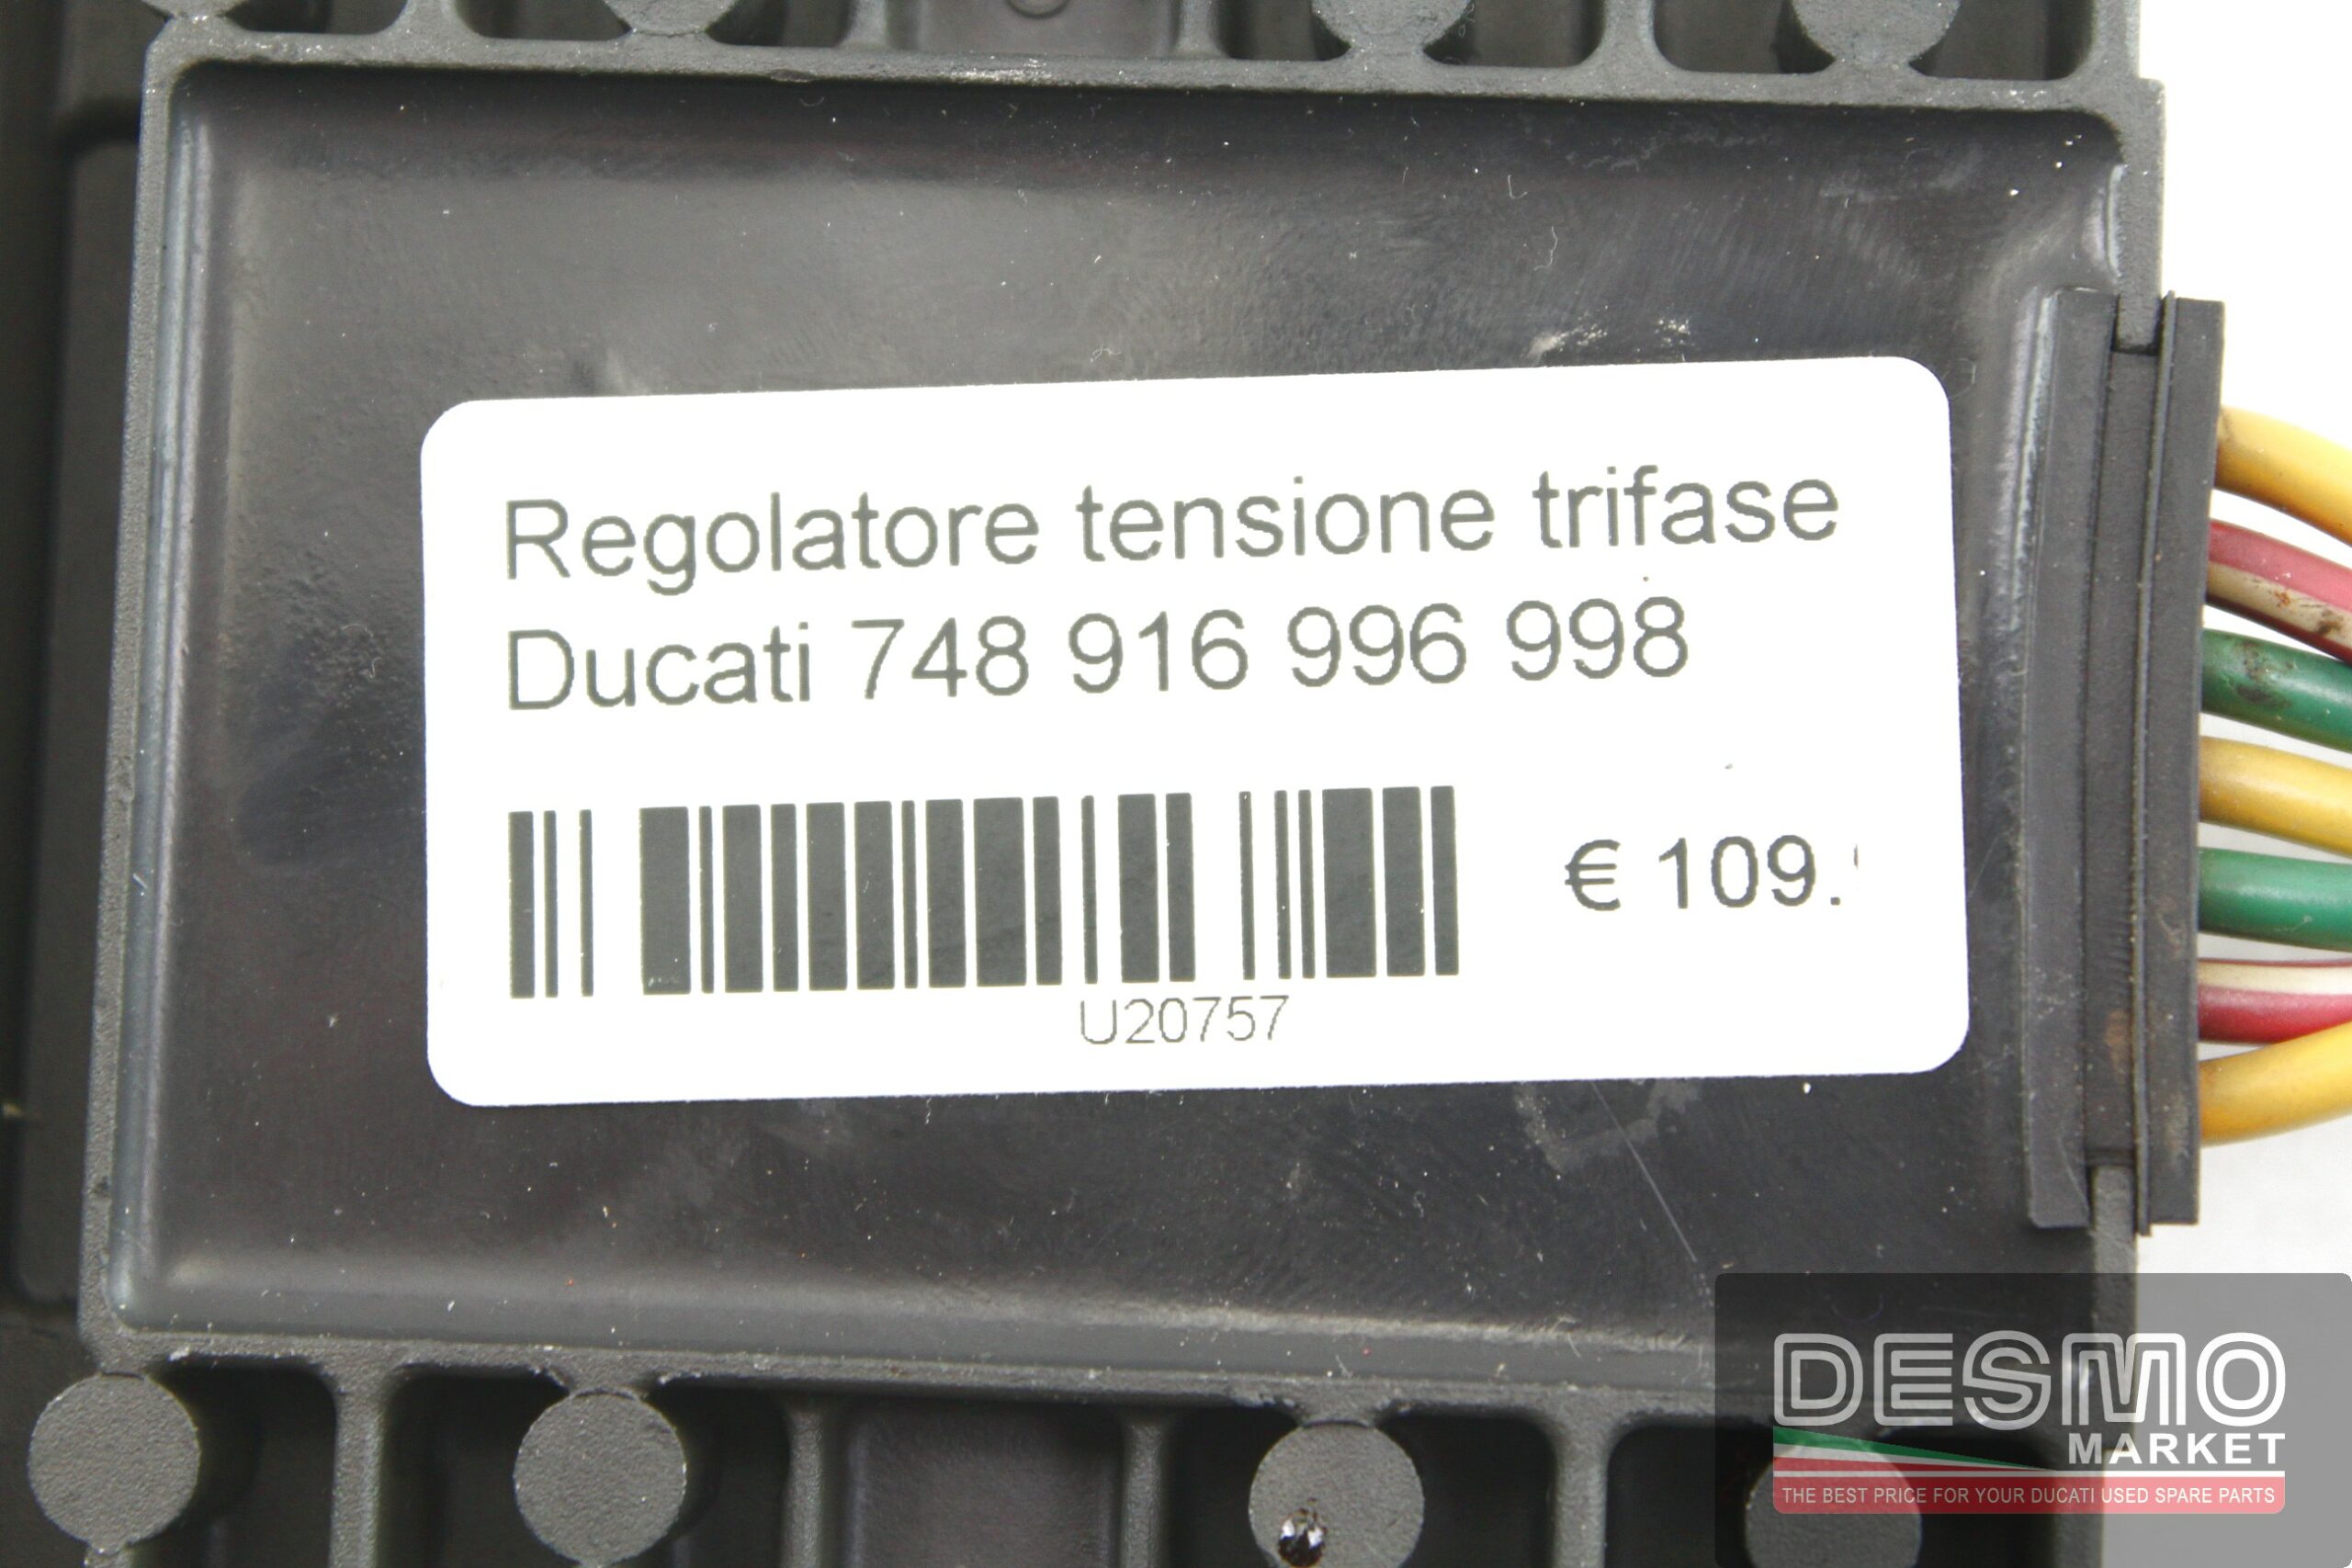 Regolatore tensione trifase
Ducati 748 916 996 998
€ 109.
U20757
DESMO
MARKET
THE BEST PRICE FOR YOUR DUCATI USED SPARE PARTS